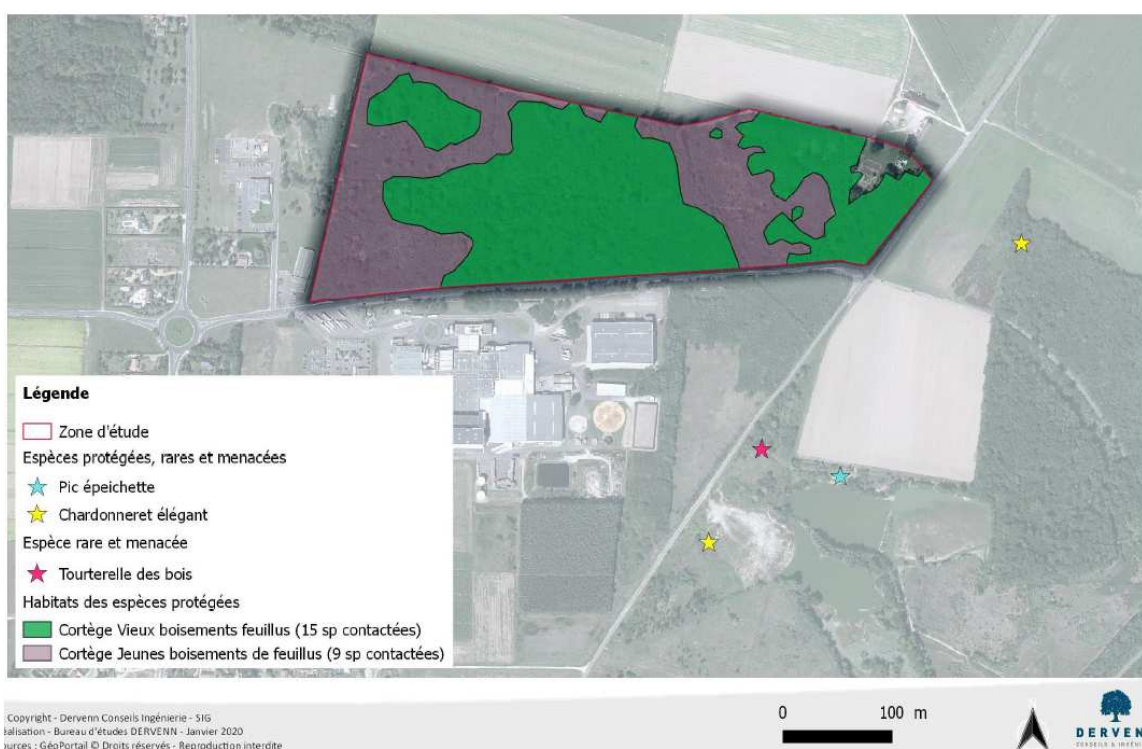 Légende
Zone d'étude
Espèces protégées, rares et menacées
Pic épeichette
Chardonneret élégant
Espèce rare et menacée
Tourterelle des bois
Habitats des espèces protégées
Cortège Vieux boisements feuillus (15 sp contactées)
Cortège Jeunes boisements de feuillus (9 sp contactées)
Copyright - Dervenn Conseils Ingénierie - SIG
éalisation - Bureau d'études DERVENN - Janvier 2020
ources : GéoPortail © Droits réservés - Reproduction interdite
0 100 m
DERVEN
CONSEILS & INGÉNI